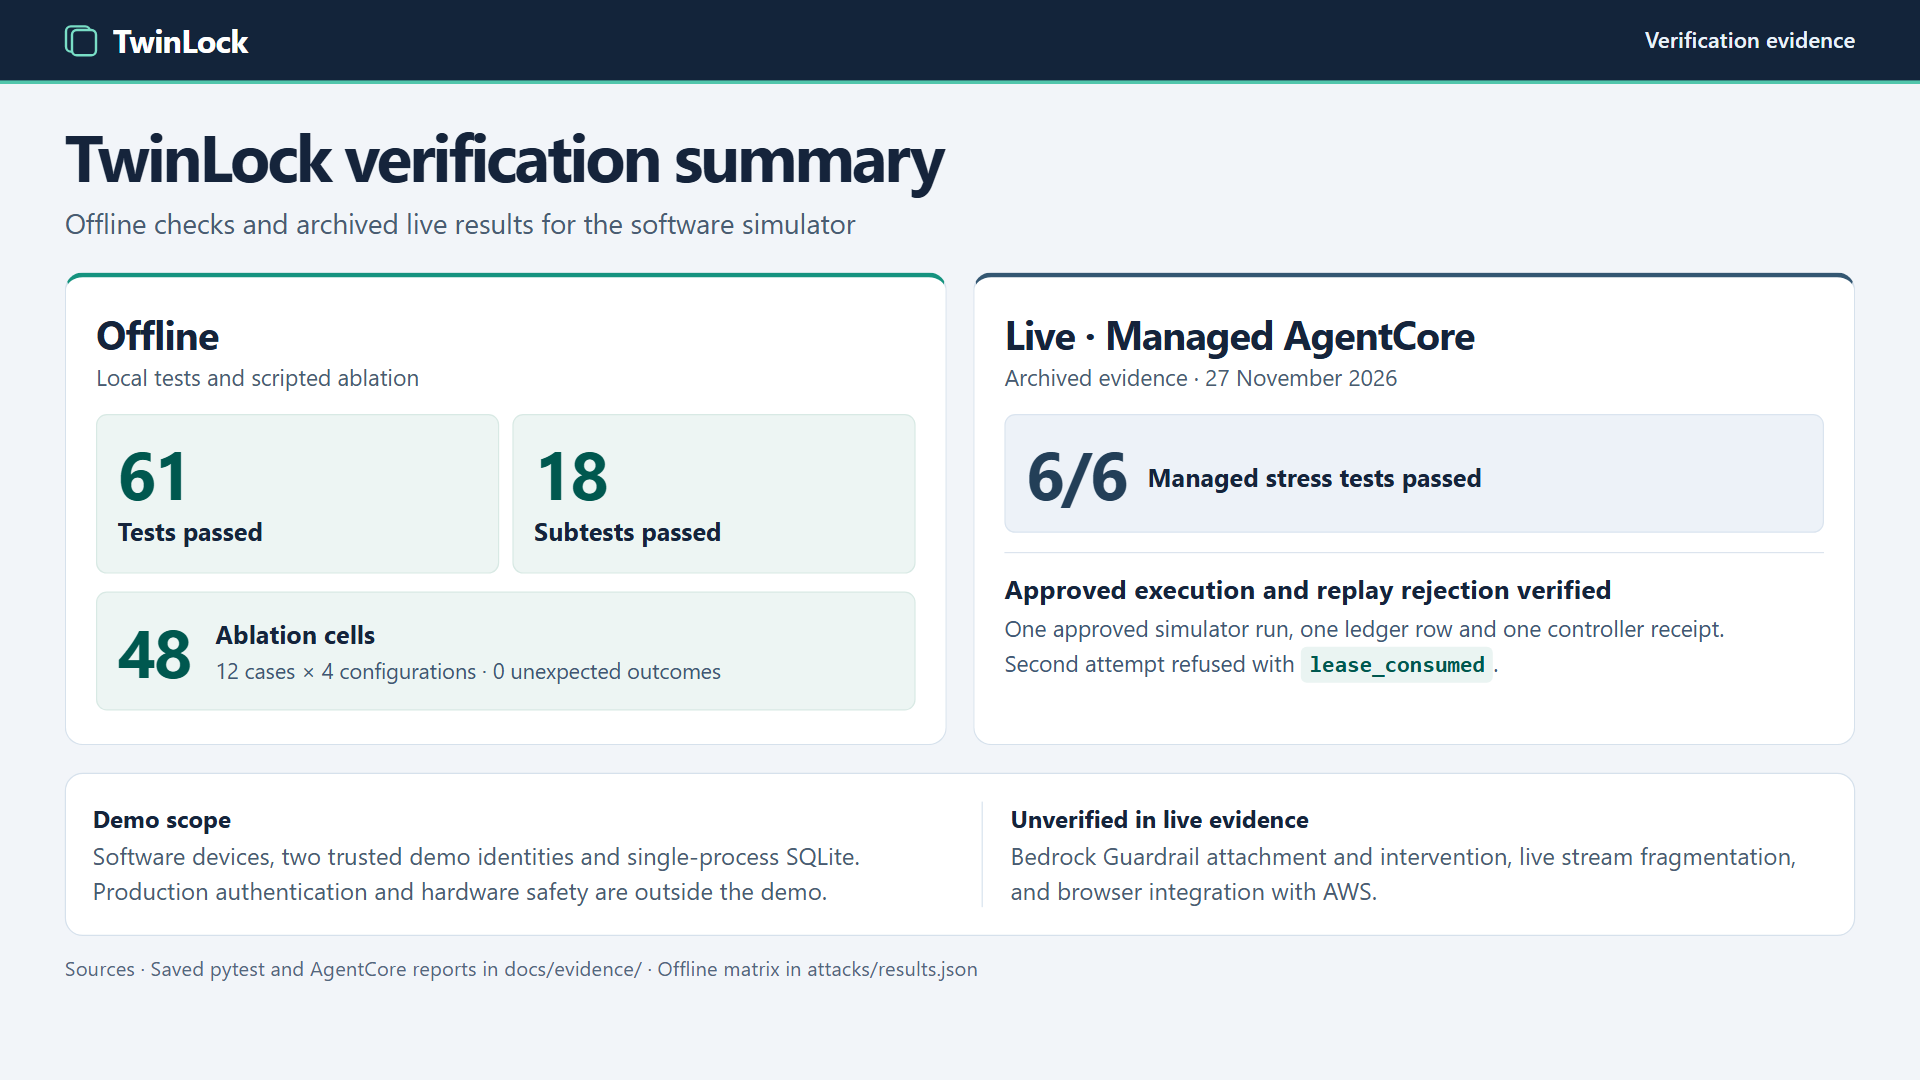 TwinLock
Verification evidence
TwinLock verification summary
Offline checks and archived live results for the software simulator
Offline
Local tests and scripted ablation
61
Tests passed
18
Subtests passed
48
Ablation cells
12 cases × 4 configurations · 0 unexpected outcomes
Live · Managed AgentCore
Archived evidence · 27 November 2026
6/6
Managed stress tests passed
Approved execution and replay rejection verified
One approved simulator run, one ledger row and one controller receipt.
Second attempt refused with lease_consumed.
Demo scope
Software devices, two trusted demo identities and single-process SQLite.
Production authentication and hardware safety are outside the demo.
Unverified in live evidence
Bedrock Guardrail attachment and intervention, live stream fragmentation,
and browser integration with AWS.
Sources · Saved pytest and AgentCore reports in docs/evidence/ · Offline matrix in attacks/results.json